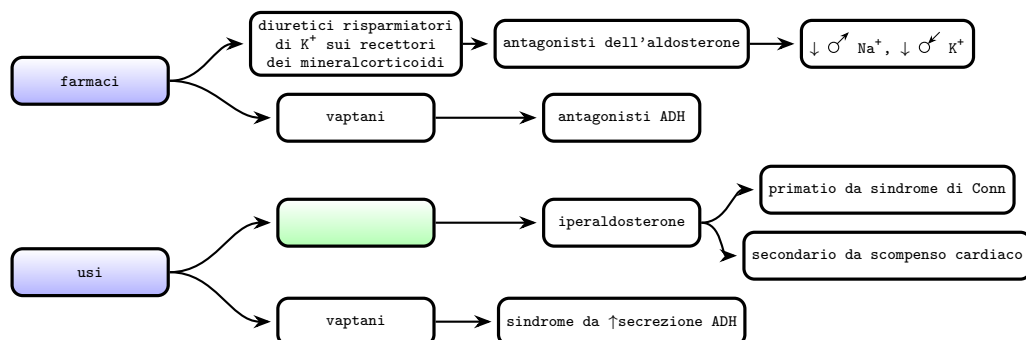 diuretici risparmiatori
di K+ sui recettori
dei mineralcorticoidi
antagonisti dell'aldosterone
↓ Na+, ↓ K+
farmaci
vaptani
antagonisti ADH
primatio da sindrome di Conn
iperaldosterone
secondario da scompenso cardiaco
usi
vaptani
sindrome da ↑secrezione ADH